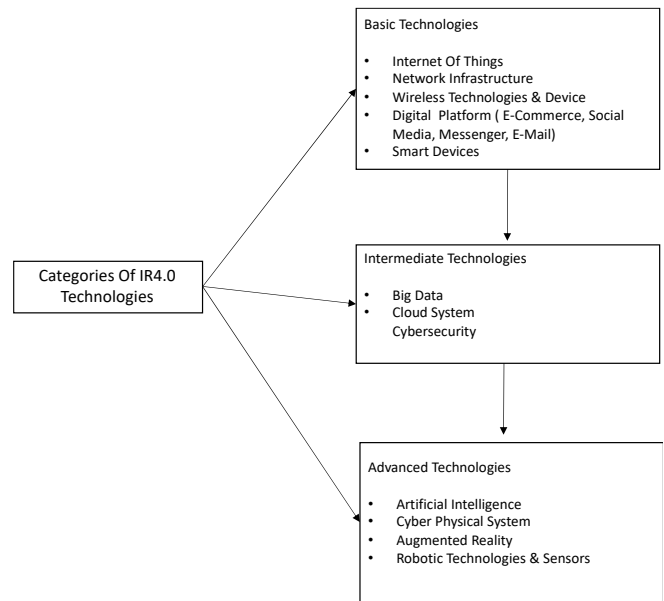 Basic Technologies
• Internet Of Things
• Network Infrastructure
• Wireless Technologies & Device
• Digital Platform ( E-Commerce, Social
Media, Messenger, E-Mail)
• Smart Devices
Categories Of IR4.0
Technologies
Intermediate Technologies
• Big Data
• Cloud System
Cybersecurity
Advanced Technologies
• Artificial Intelligence
• Cyber Physical System
• Augmented Reality
• Robotic Technologies & Sensors